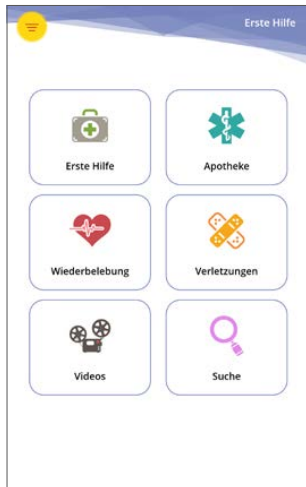 Erste Hilfe
Erste Hilfe
Apotheke
Wiederbelebung
Verletzungen
Videos
Suche